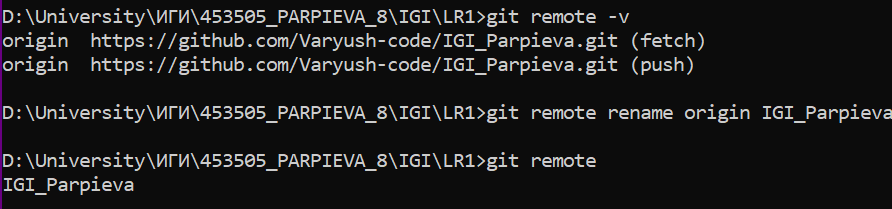 D:\University\ИГИ\453505_PARPIEVA_8\IGI\LR1>git remote -v
origin  https://github.com/Varyush-code/IGI_Parpieva.git (fetch)
origin  https://github.com/Varyush-code/IGI_Parpieva.git (push)
D:\University\ИГИ\453505_PARPIEVA_8\IGI\LR1>git remote rename origin IGI_Parpieva
D:\University\ИГИ\453505_PARPIEVA_8\IGI\LR1>git remote
IGI_Parpieva